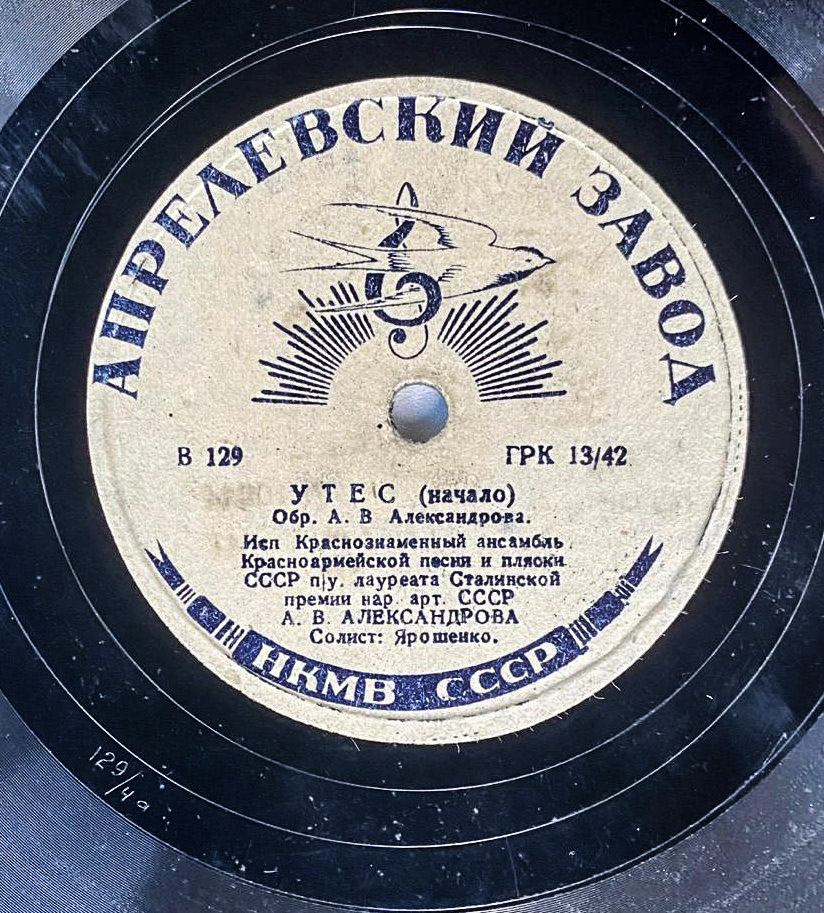 АПРЕЛЕВСКИЙ ЗАВОД
В 129 ГРК 13/42
УТЕС (начало)
Обр. А. В Александрова.
Исп Краснознаменный ансамбль
Красноармейской песни и пляски
СССР п/у. лауреата Сталинской
премии нар. арт. СССР
А. В. АЛЕКСАНДРОВА
Солист: Ярошенко.
НКМВ СССР
129/4а